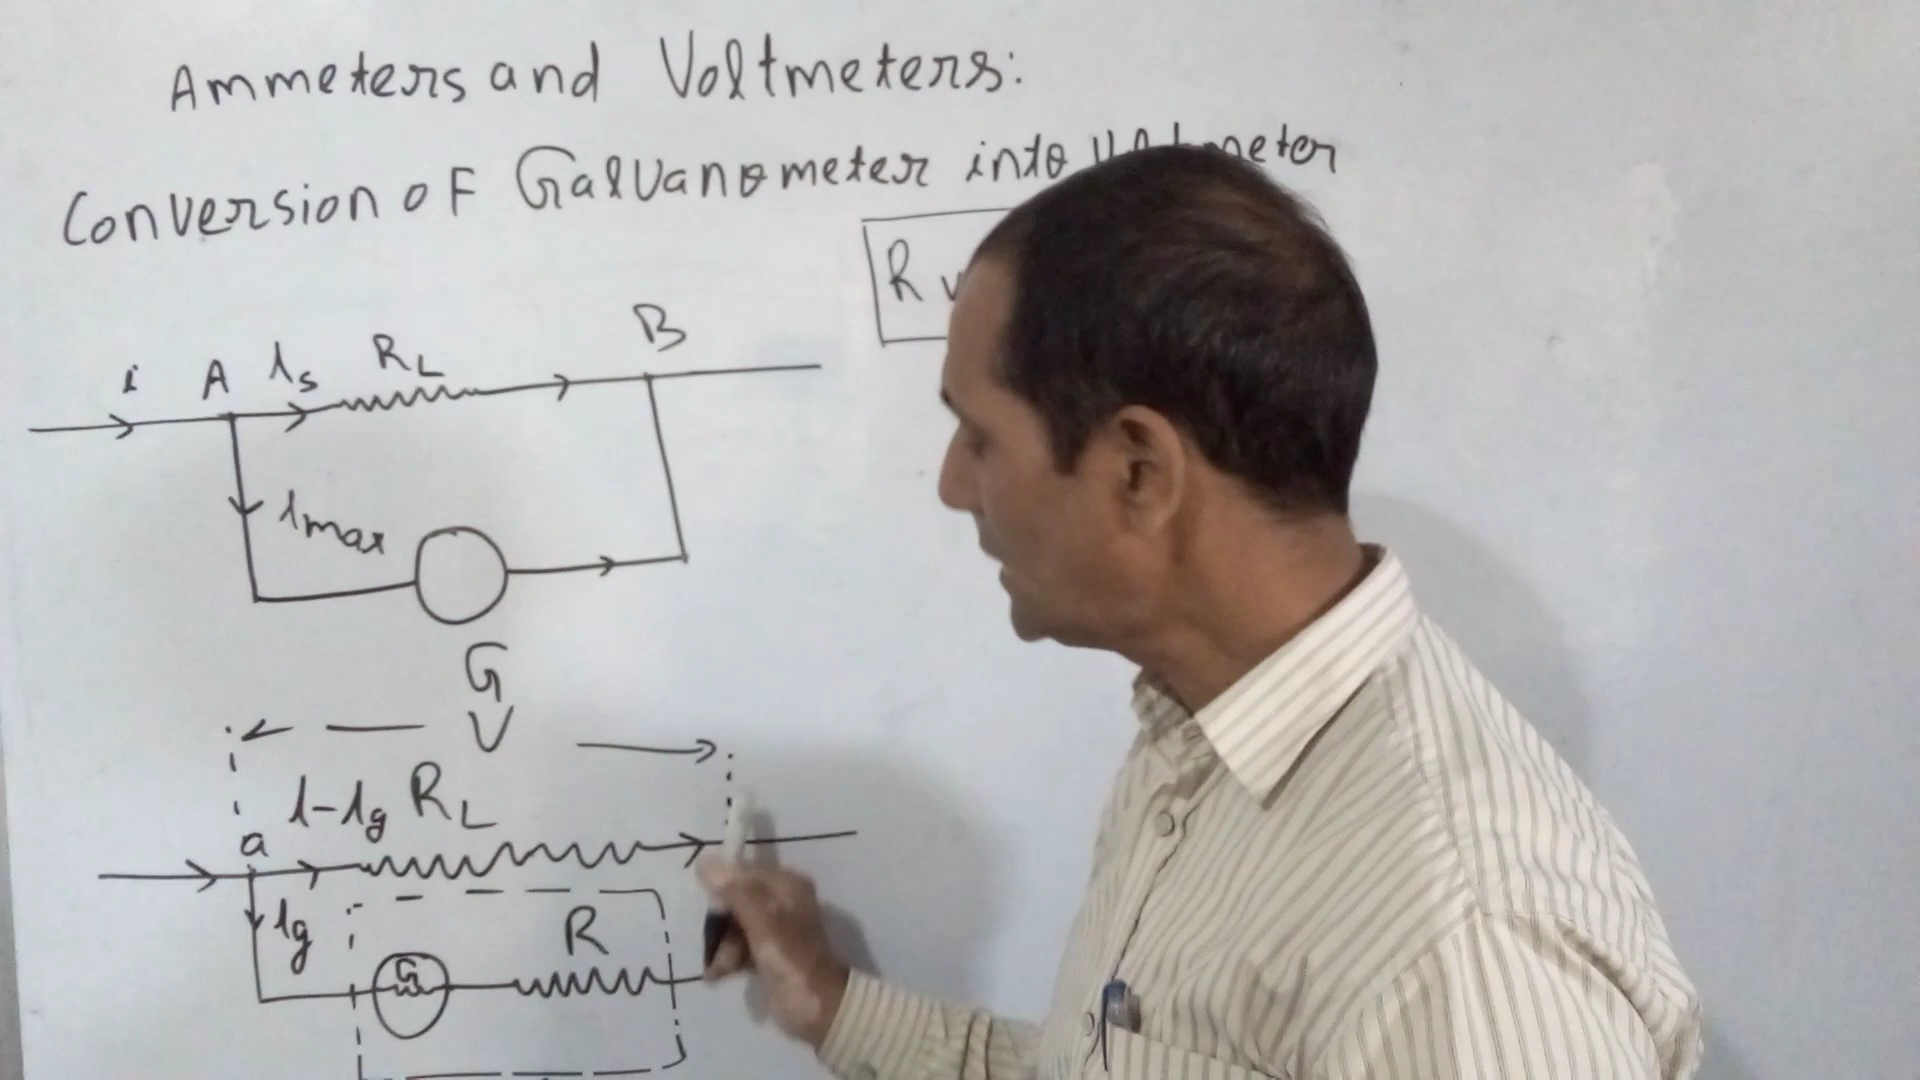 Ammeters and Voltmeters:
Conversion oF Galvanometer into
R
i A is RL B
imax
G
V
i-ig RL
a
ig R
G